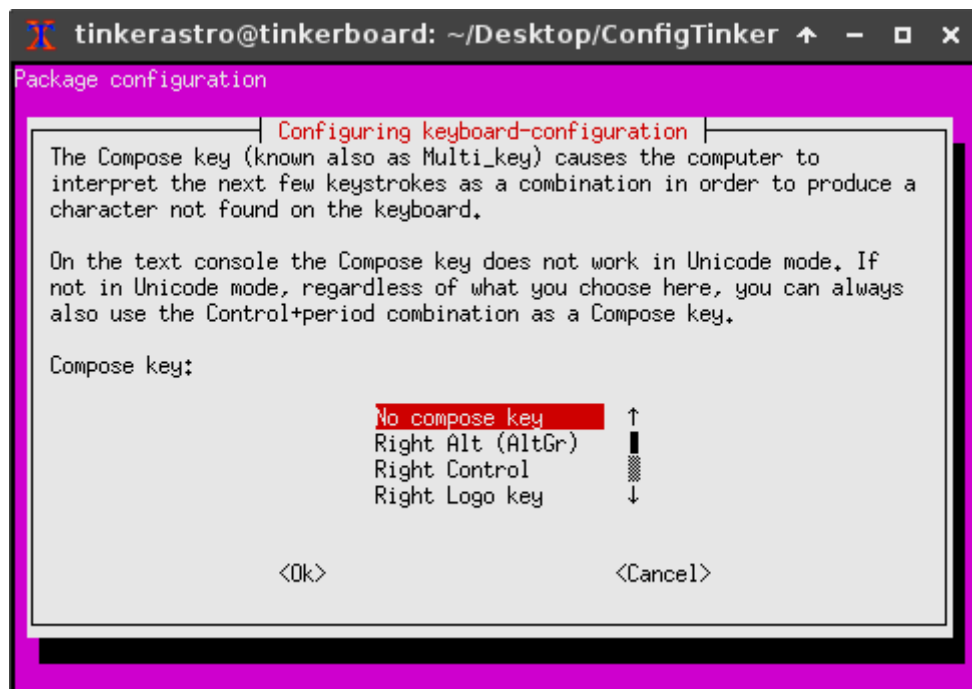 tinkerastro@tinkerboard: ~/Desktop/ConfigTinker
Package configuration
Configuring keyboard-configuration
The Compose key (known also as Multi_key) causes the computer to
interpret the next few keystrokes as a combination in order to produce a
character not found on the keyboard.
On the text console the Compose key does not work in Unicode mode. If
not in Unicode mode, regardless of what you choose here, you can always
also use the Control+period combination as a Compose key.
Compose key:
No compose key
Right Alt (AltGr)
Right Control
Right Logo key
<Ok> <Cancel>